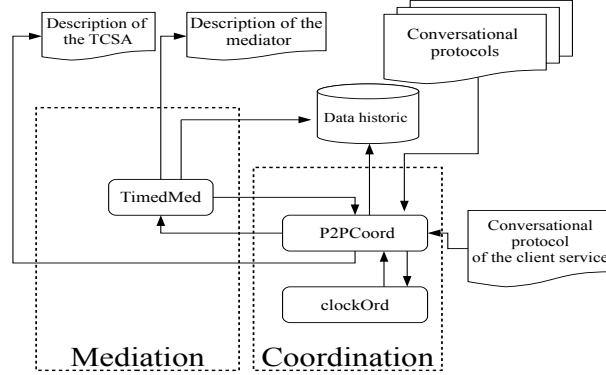 Description of
the TCSA
Description of the
mediator
Conversational
protocols
Data historic
TimedMed
P2PCoord
Conversational
protocol
of the client service
clockOrd
Mediation
Coordination